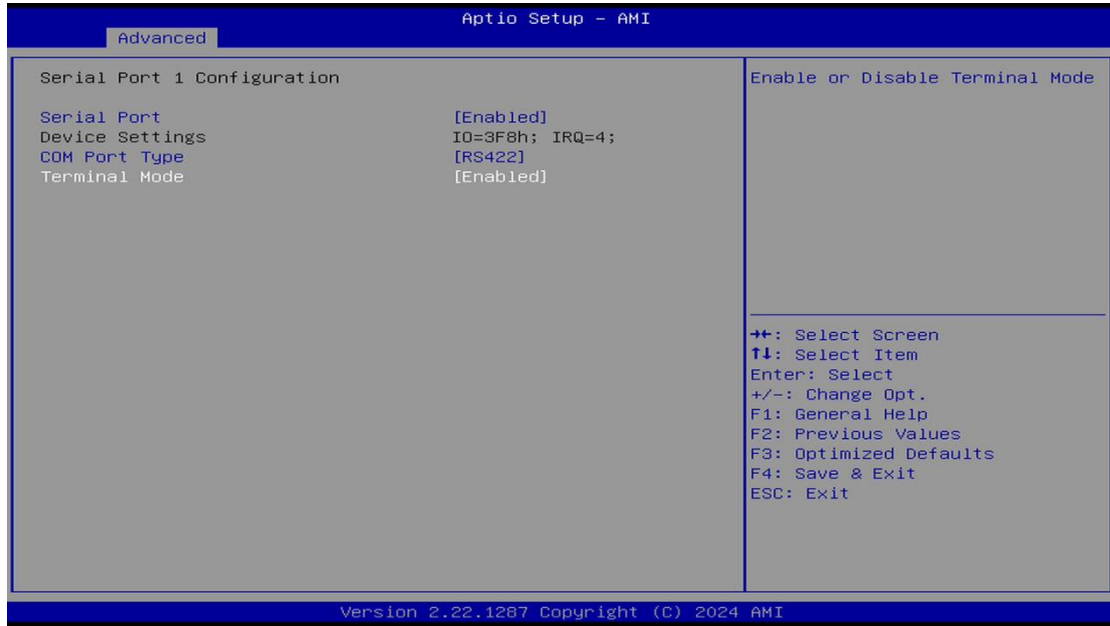 Aptio Setup - AMI
Advanced
Serial Port 1 Configuration
Serial Port [Enabled]
Device Settings IO=3F8h; IRQ=4;
COM Port Type [RS422]
Terminal Mode [Enabled]
Enable or Disable Terminal Mode
→←: Select Screen
↑↓: Select Item
Enter: Select
+/-: Change Opt.
F1: General Help
F2: Previous Values
F3: Optimized Defaults
F4: Save & Exit
ESC: Exit
Version 2.22.1287 Copyright (C) 2024 AMI